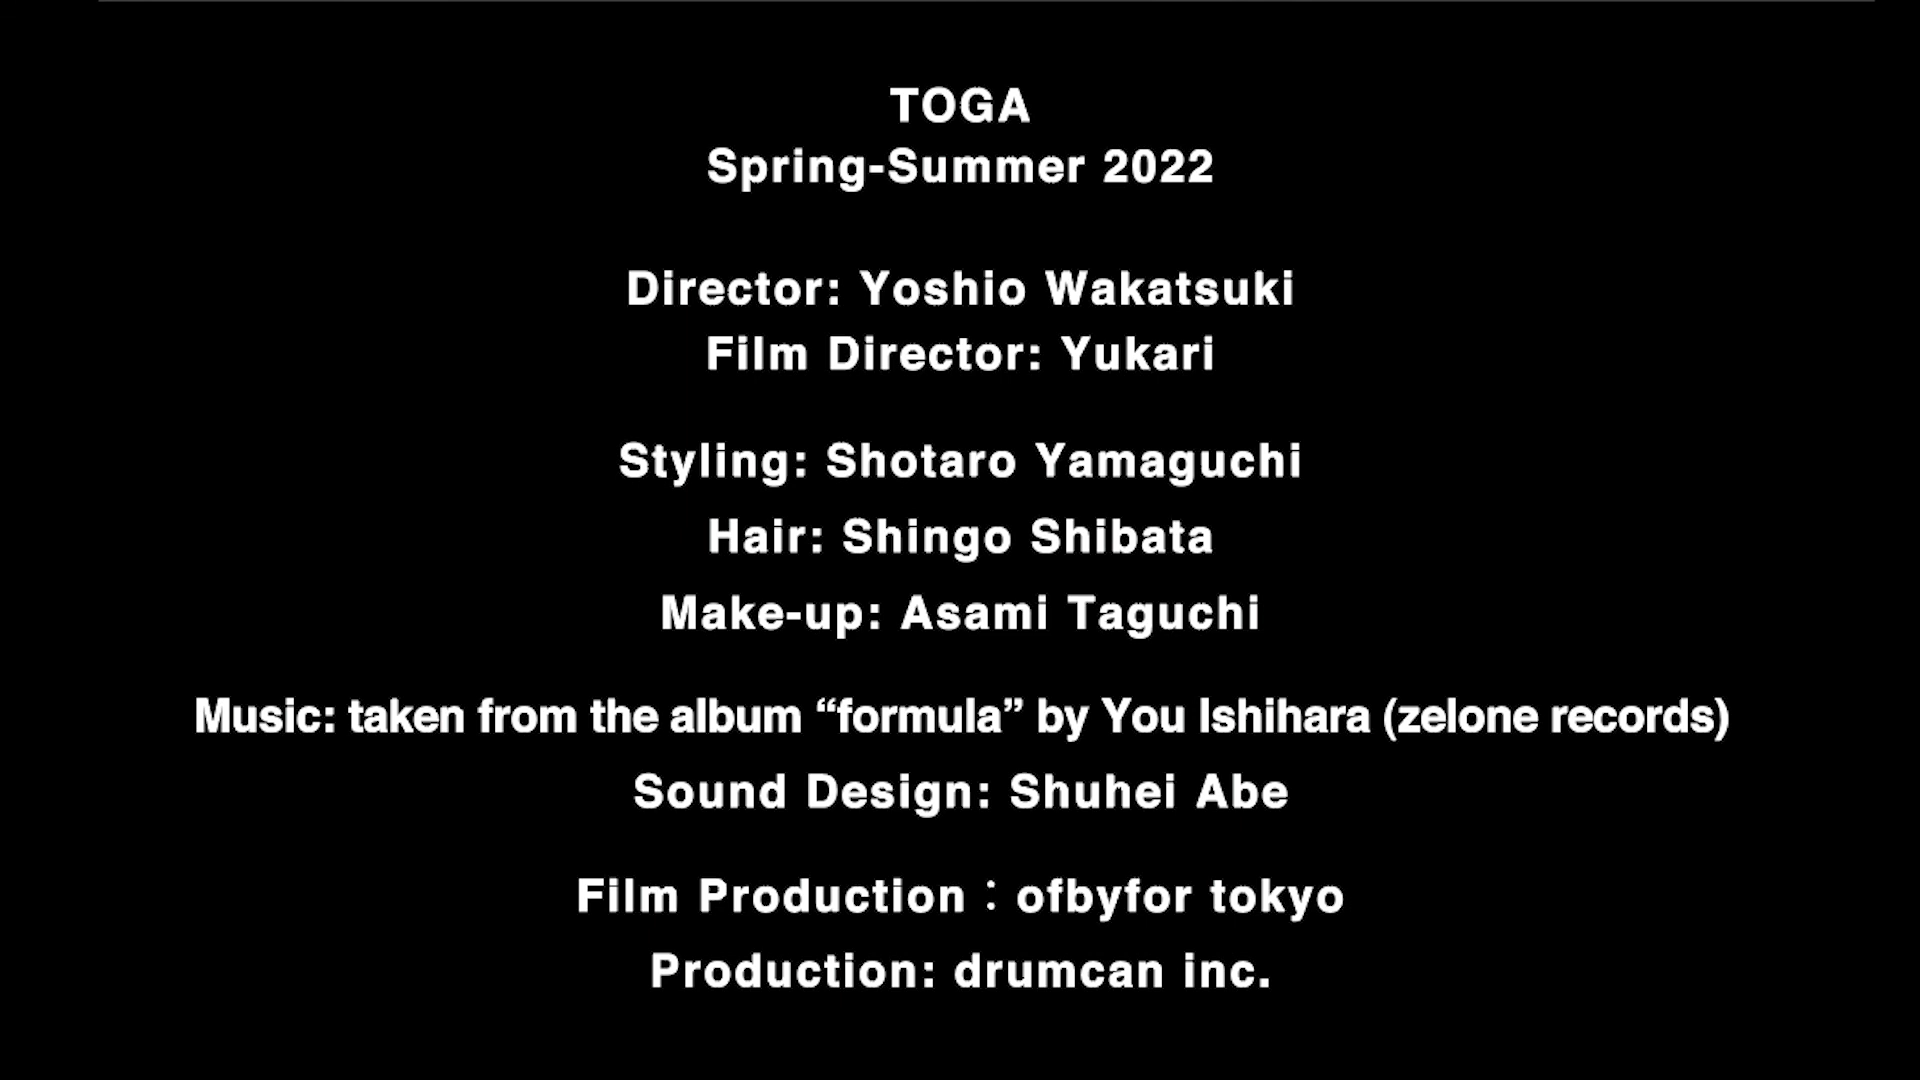 TOGA
Spring-Summer 2022
Director: Yoshio Wakatsuki
Film Director: Yukari
Styling: Shotaro Yamaguchi
Hair: Shingo Shibata
Make-up: Asami Taguchi
Music: taken from the album “formula” by You Ishihara (zelone records)
Sound Design: Shuhei Abe
Film Production：ofbyfor tokyo
Production: drumcan inc.